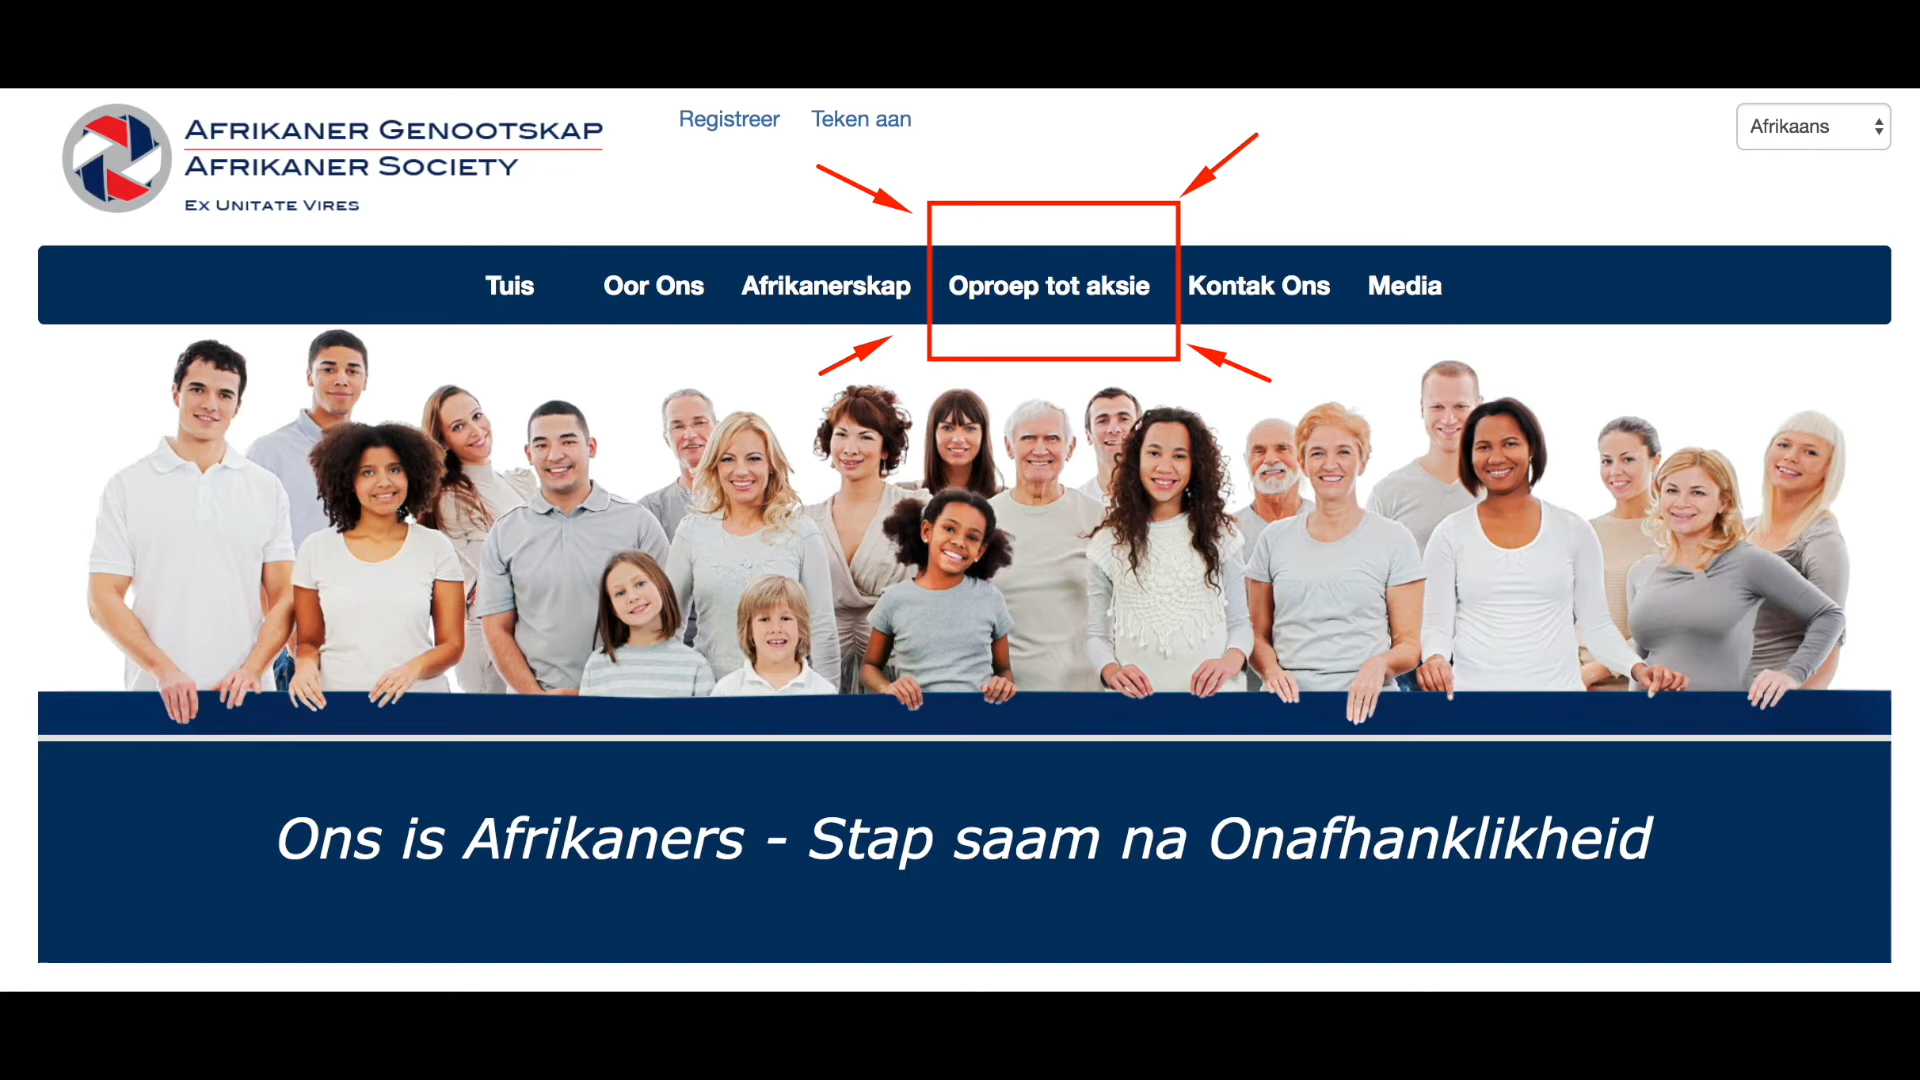 AFRIKANER GENOOTSKAP
AFRIKANER SOCIETY
EX UNITATE VIRES
Registreer Teken aan
Afrikaans
Tuis Oor Ons Afrikanerskap Oproep tot aksie Kontak Ons Media
Ons is Afrikaners - Stap saam na Onafhanklikheid